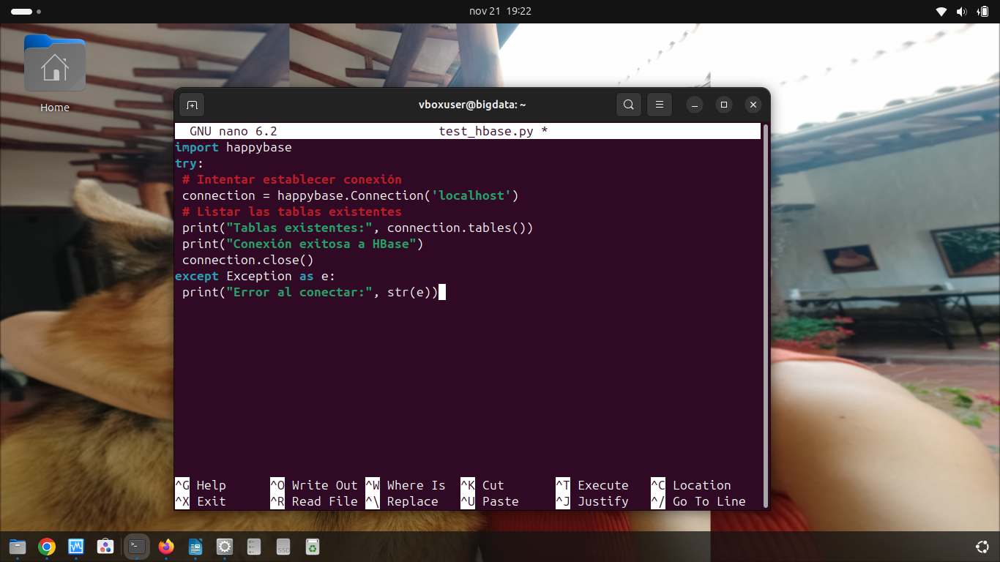 nov 21 19:22
Home
vboxuser@bigdata: ~
GNU nano 6.2 test_hbase.py *
import happybase
try:
 # Intentar establecer conexión
 connection = happybase.Connection('localhost')
 # Listar las tablas existentes
 print("Tablas existentes:", connection.tables())
 print("Conexión exitosa a HBase")
 connection.close()
except Exception as e:
 print("Error al conectar:", str(e))
^G Help ^O Write Out ^W Where Is ^K Cut ^T Execute ^C Location
^X Exit ^R Read File ^\ Replace ^U Paste ^J Justify ^/ Go To Line
SSD